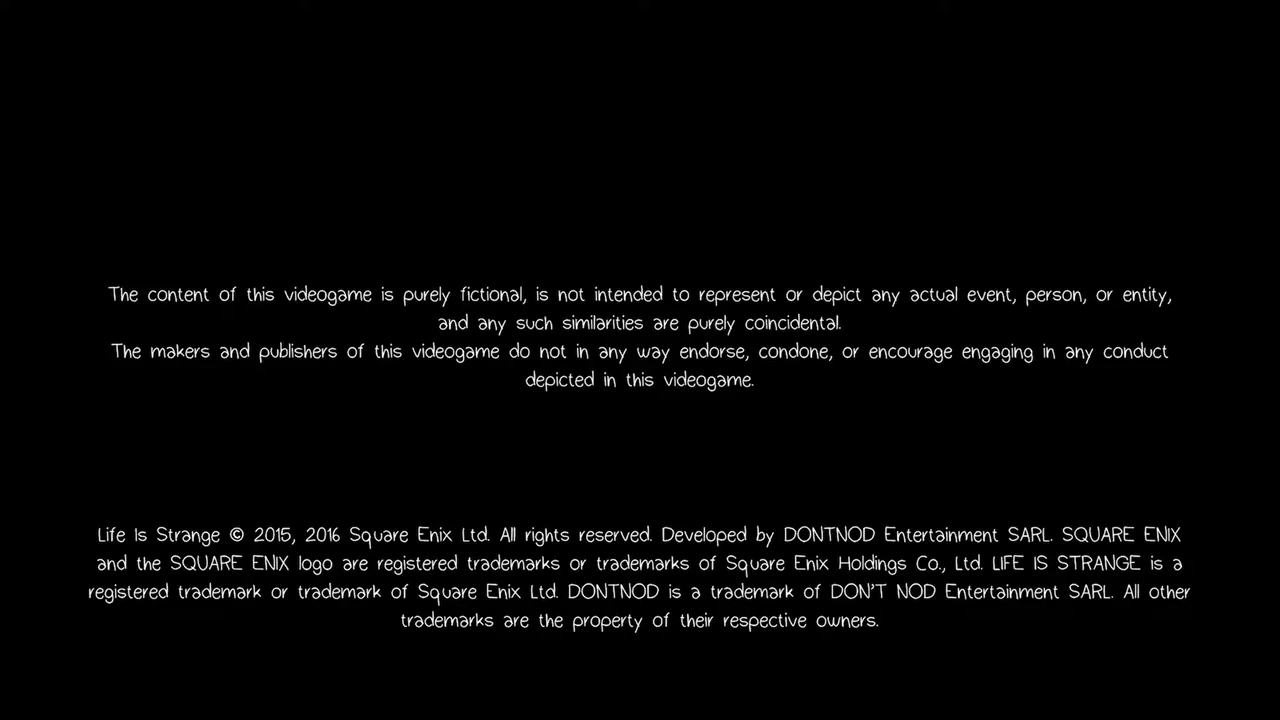 The content of this videogame is purely fictional, is not intended to represent or depict any actual event, person, or entity,
and any such similarities are purely coincidental.
The makers and publishers of this videogame do not in any way endorse, condone, or encourage engaging in any conduct
depicted in this videogame.
Life Is Strange © 2015, 2016 Square Enix Ltd. All rights reserved. Developed by DONTNOD Entertainment SARL. SQUARE ENIX
and the SQUARE ENIX logo are registered trademarks or trademarks of Square Enix Holdings Co., Ltd. LIFE IS STRANGE is a
registered trademark or trademark of Square Enix Ltd. DONTNOD is a trademark of DON'T NOD Entertainment SARL. All other
trademarks are the property of their respective owners.